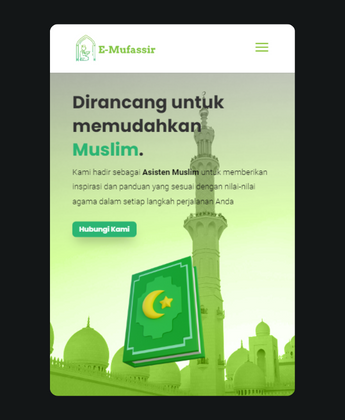 E-Mufassir
Dirancang untuk
memudahkan
Muslim.
Kami hadir sebagai Asisten Muslim untuk memberikan
inspirasi dan panduan yang sesuai dengan nilai-nilai
agama dalam setiap langkah perjalanan Anda
Hubungi Kami